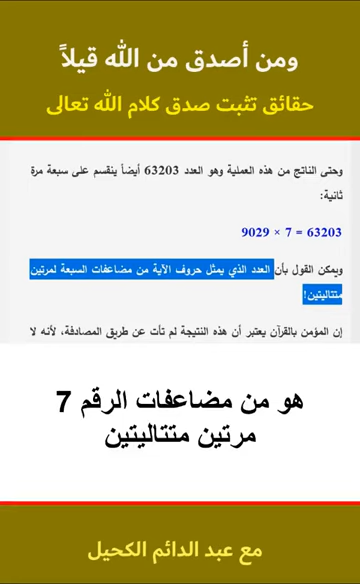 ومن أصدق من الله قيلاً
حقائق تثبت صدق كلام الله تعالى
وحتى الناتج من هذه العملية وهو العدد 63203 أيضاً ينقسم على سبعة مرة
ثانية:
63203 = 7 × 9029
ويمكن القول بأن العدد الذي يمثل حروف الآية من مضاعفات السبعة لمرتين
متتاليتين!
إن المؤمن بالقرآن يعتبر أن هذه النتيجة لم تأت عن طريق المصادفة، لأنه لا
هو من مضاعفات الرقم 7
مرتين متتاليتين
مع عبد الدائم الكحيل